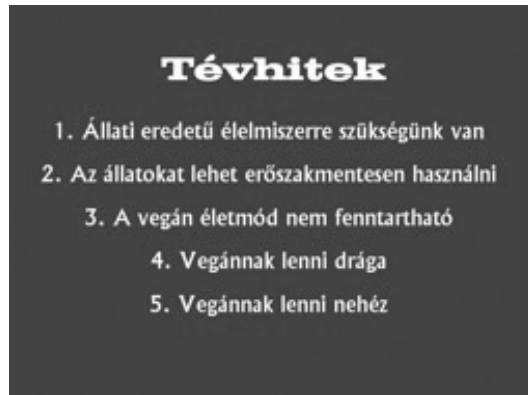 Tévhitek
1. Állati eredetű élelmiszerre szükségünk van
2. Az állatokat lehet erőszakmentesen használni
3. A vegán életmód nem fenntartható
4. Vegánnak lenni drága
5. Vegánnak lenni nehéz